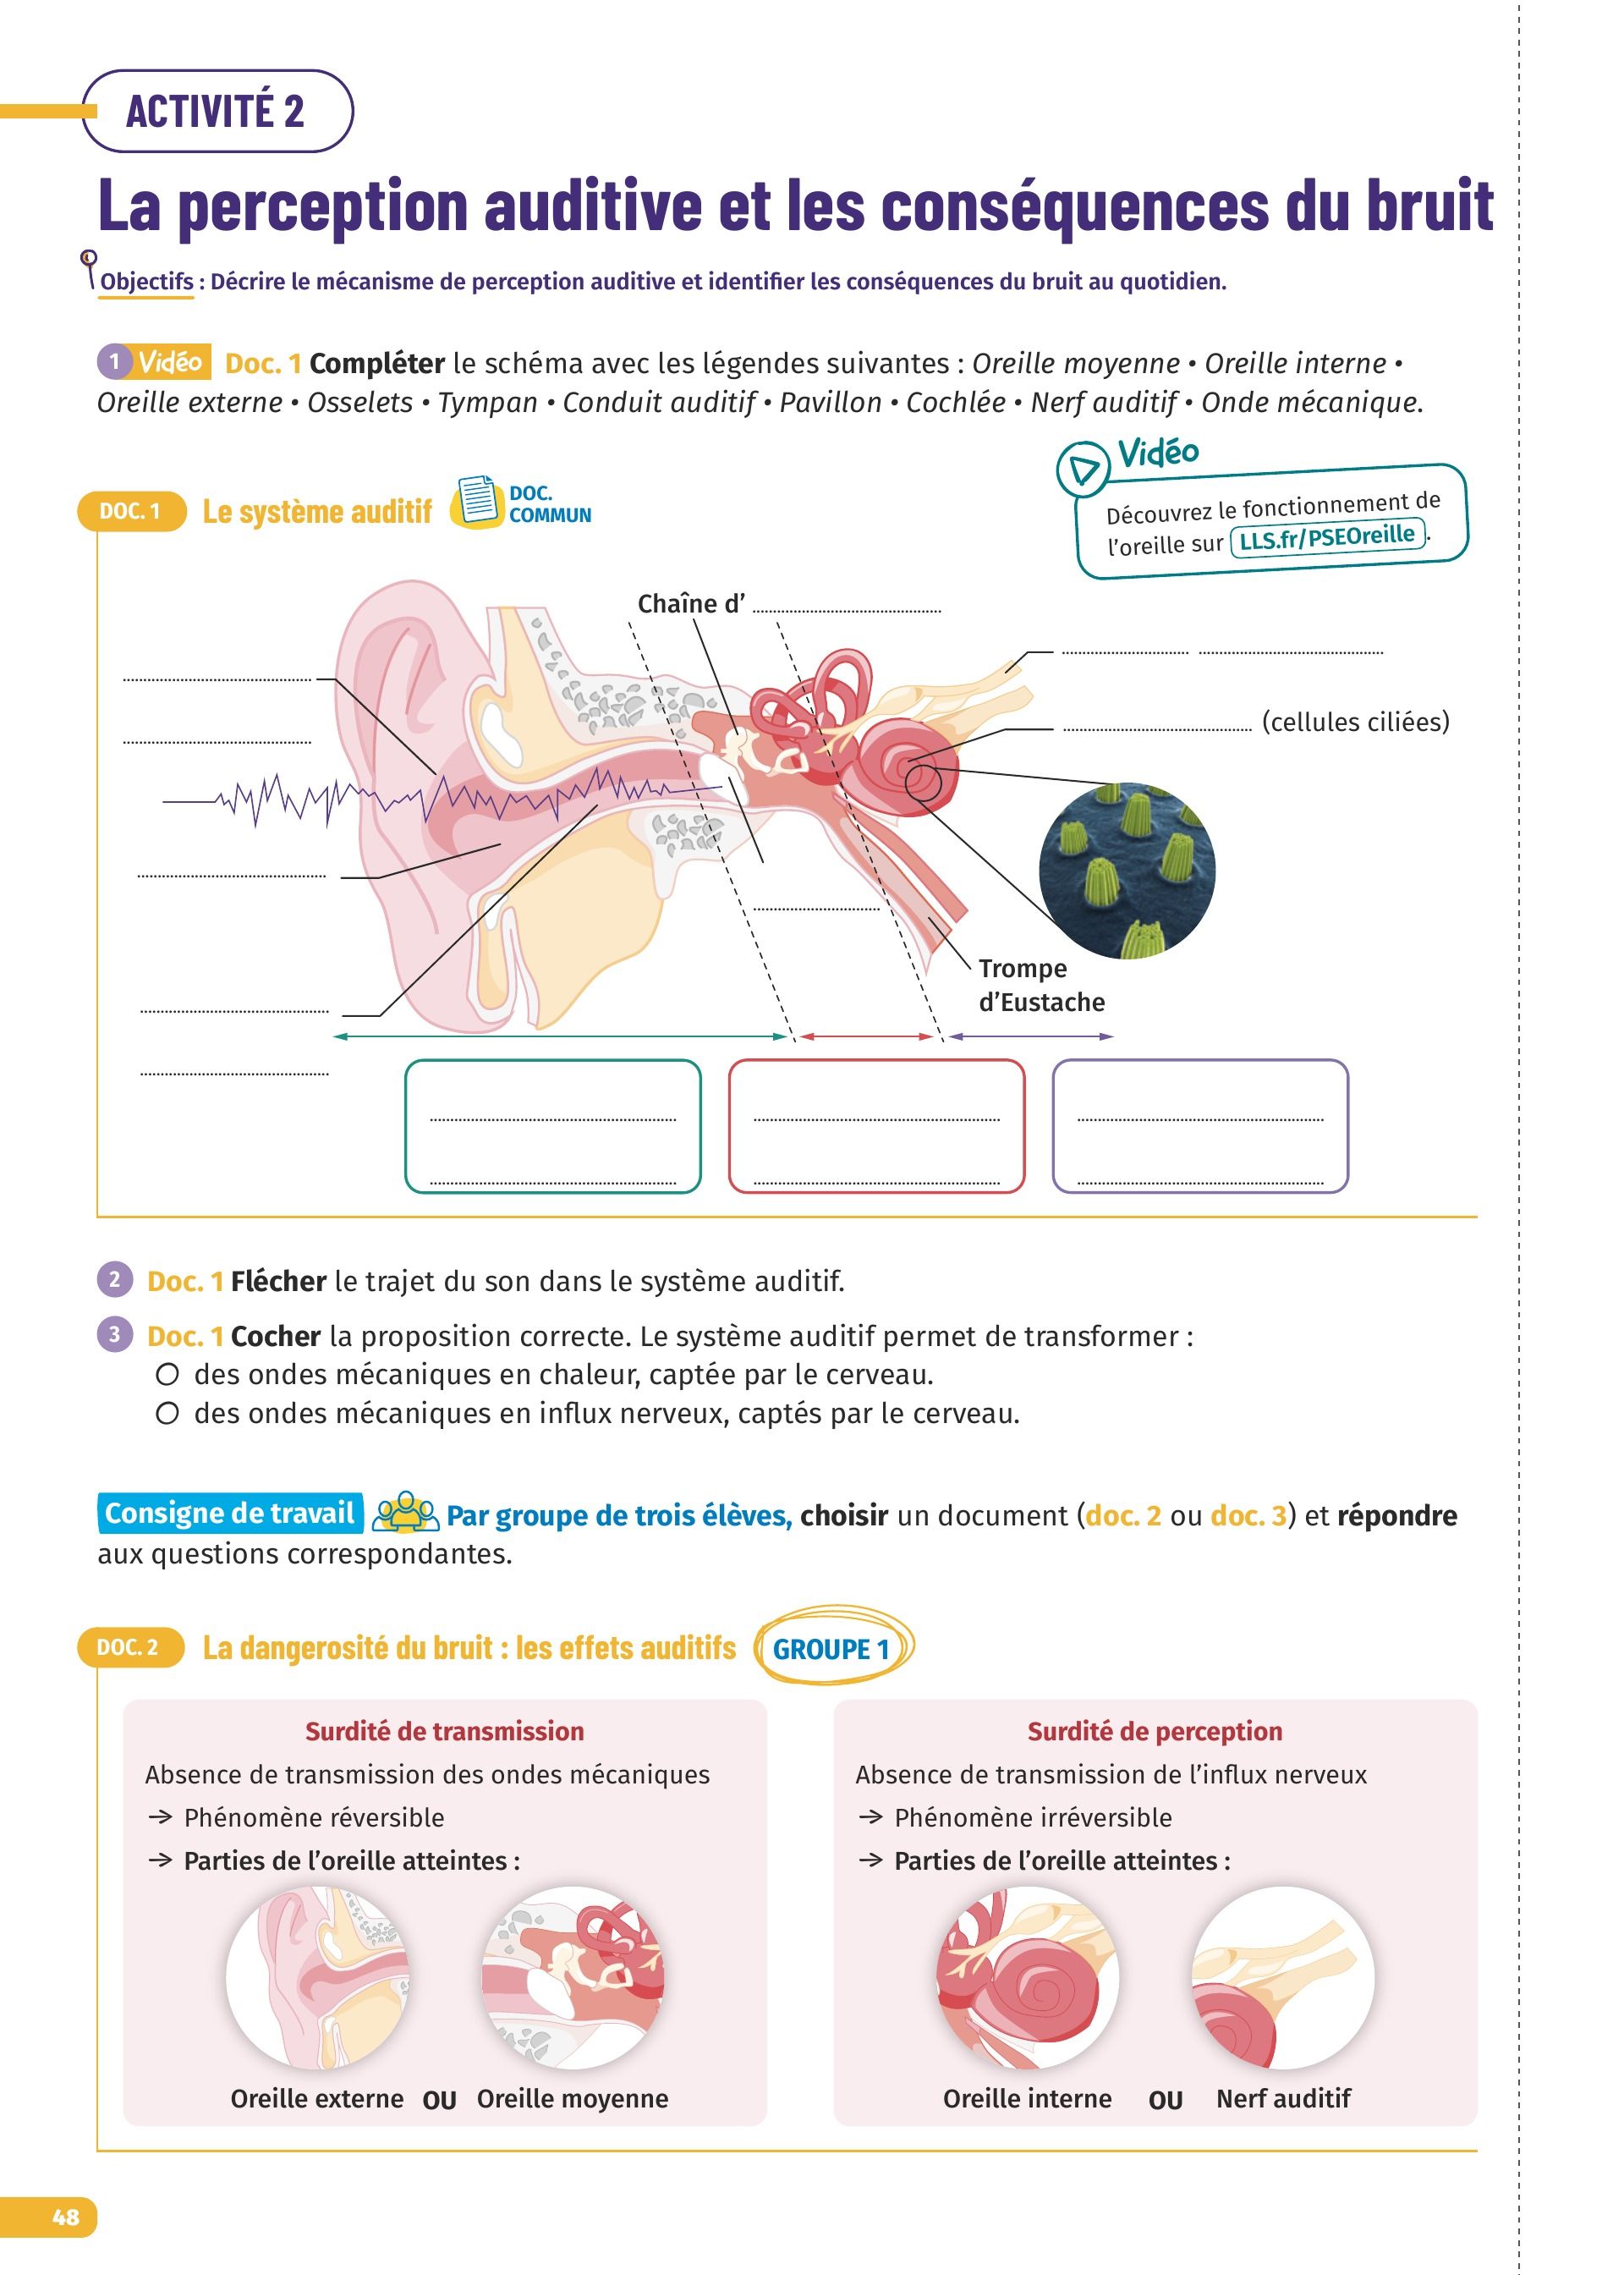 ACTIVITÉ 2
La perception auditive et les conséquences du bruit
Objectifs : Décrire le mécanisme de perception auditive et identifier les conséquences du bruit au quotidien.
1 Vidéo Doc. 1 Compléter le schéma avec les légendes suivantes : Oreille moyenne • Oreille interne •
Oreille externe • Osselets • Tympan • Conduit auditif • Pavillon • Cochlée • Nerf auditif • Onde mécanique.
Vidéo
Découvrez le fonctionnement de
l'oreille sur LLS.fr/PSEOreille.
DOC. 1 Le système auditif DOC.
COMMUN
Chaîne d'
(cellules ciliées)
Trompe
d'Eustache
2 Doc. 1 Flécher le trajet du son dans le système auditif.
3 Doc. 1 Cocher la proposition correcte. Le système auditif permet de transformer :
des ondes mécaniques en chaleur, captée par le cerveau.
des ondes mécaniques en influx nerveux, captés par le cerveau.
Consigne de travail Par groupe de trois élèves, choisir un document (doc. 2 ou doc. 3) et répondre
aux questions correspondantes.
DOC. 2 La dangerosité du bruit : les effets auditifs GROUPE 1
Surdité de transmission
Absence de transmission des ondes mécaniques
→ Phénomène réversible
→ Parties de l'oreille atteintes :
Oreille externe OU Oreille moyenne
Surdité de perception
Absence de transmission de l'influx nerveux
→ Phénomène irréversible
→ Parties de l'oreille atteintes :
Oreille interne OU Nerf auditif
48